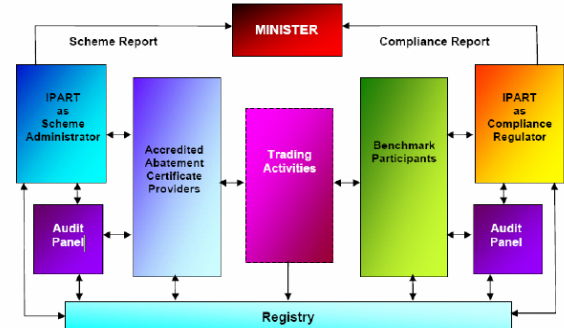 Scheme Report
MINISTER
Compliance Report
IPART
as
Scheme
Administrator
Accredited
Abatement
Certificate
Providers
Trading
Activities
Benchmark
Participants
IPART
as
Compliance
Regulator
Audit
Panel
Audit
Panel
Registry